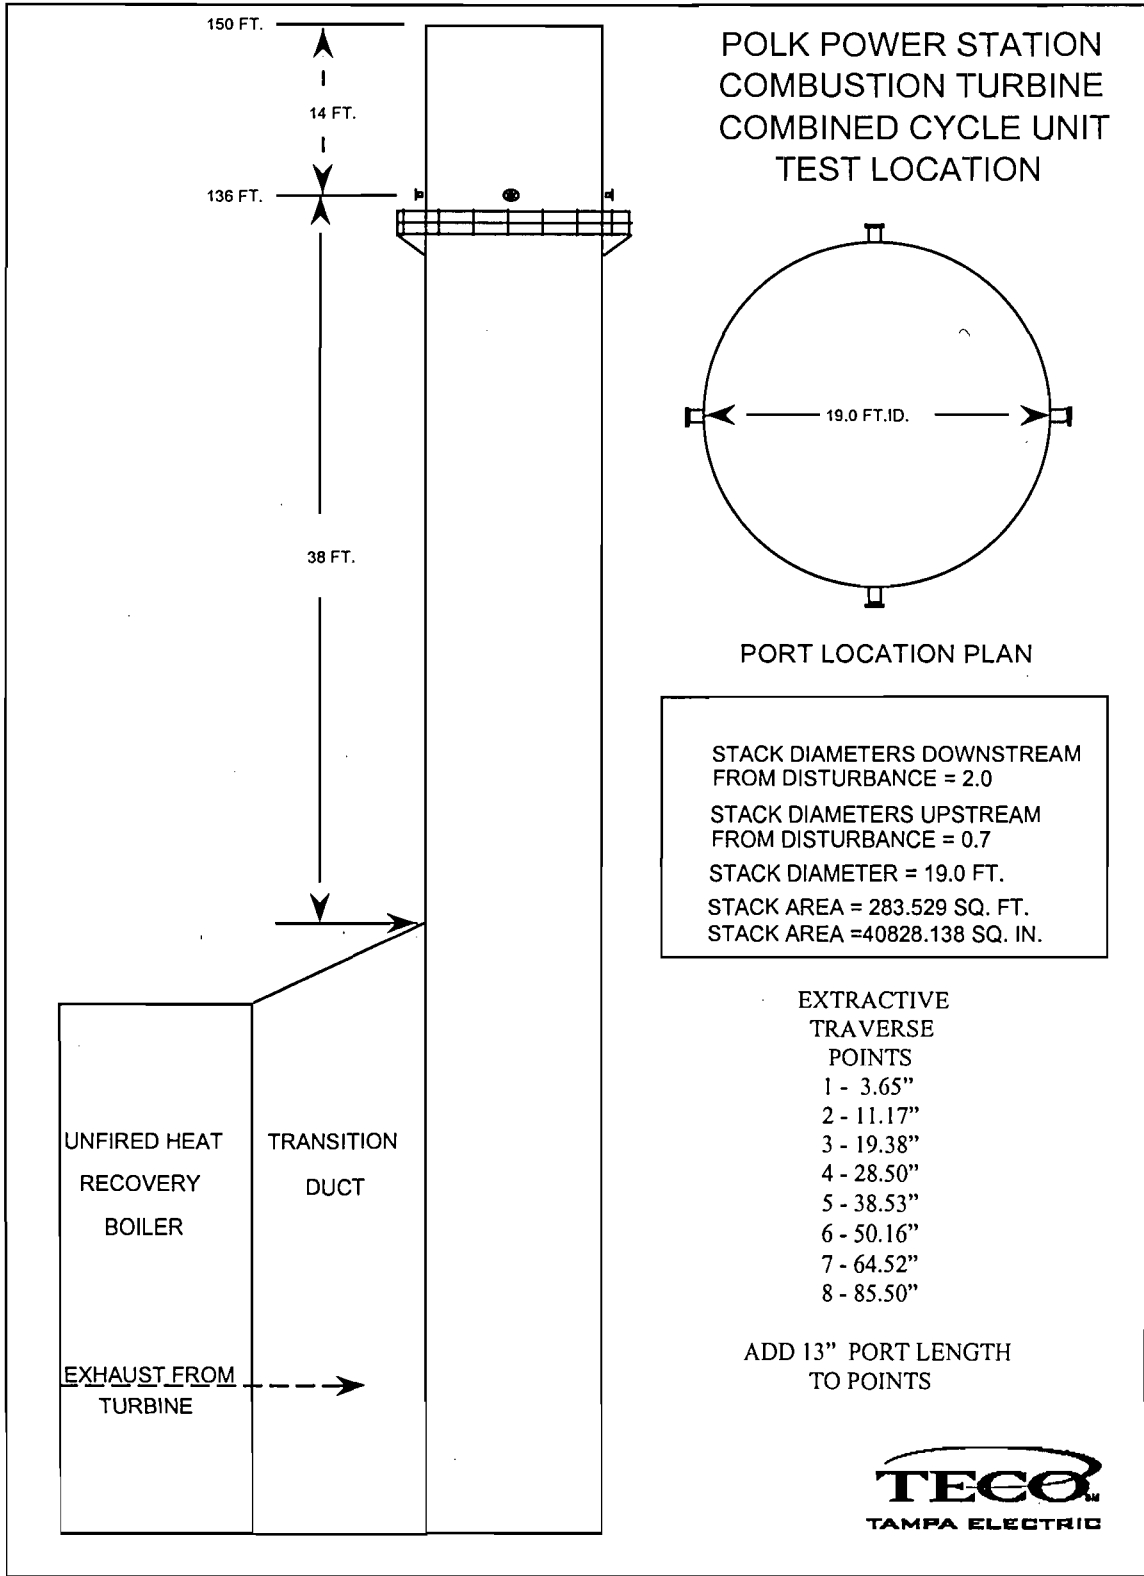 POLK POWER STATION
COMBUSTION TURBINE
COMBINED CYCLE UNIT
TEST LOCATION
150 FT.
14 FT.
136 FT.
38 FT.
19.0 FT.ID.
PORT LOCATION PLAN
STACK DIAMETERS DOWNSTREAM
FROM DISTURBANCE = 2.0
STACK DIAMETERS UPSTREAM
FROM DISTURBANCE = 0.7
STACK DIAMETER = 19.0 FT.
STACK AREA = 283.529 SQ. FT.
STACK AREA =40828.138 SQ. IN.
EXTRACTIVE
TRAVERSE
POINTS
1 - 3.65”
2 - 11.17”
3 - 19.38”
4 - 28.50”
5 - 38.53”
6 - 50.16”
7 - 64.52”
8 - 85.50”
ADD 13” PORT LENGTH
TO POINTS
UNFIRED HEAT
RECOVERY
BOILER
TRANSITION
DUCT
EXHAUST FROM
TURBINE
TECO
TAMPA ELECTRIC